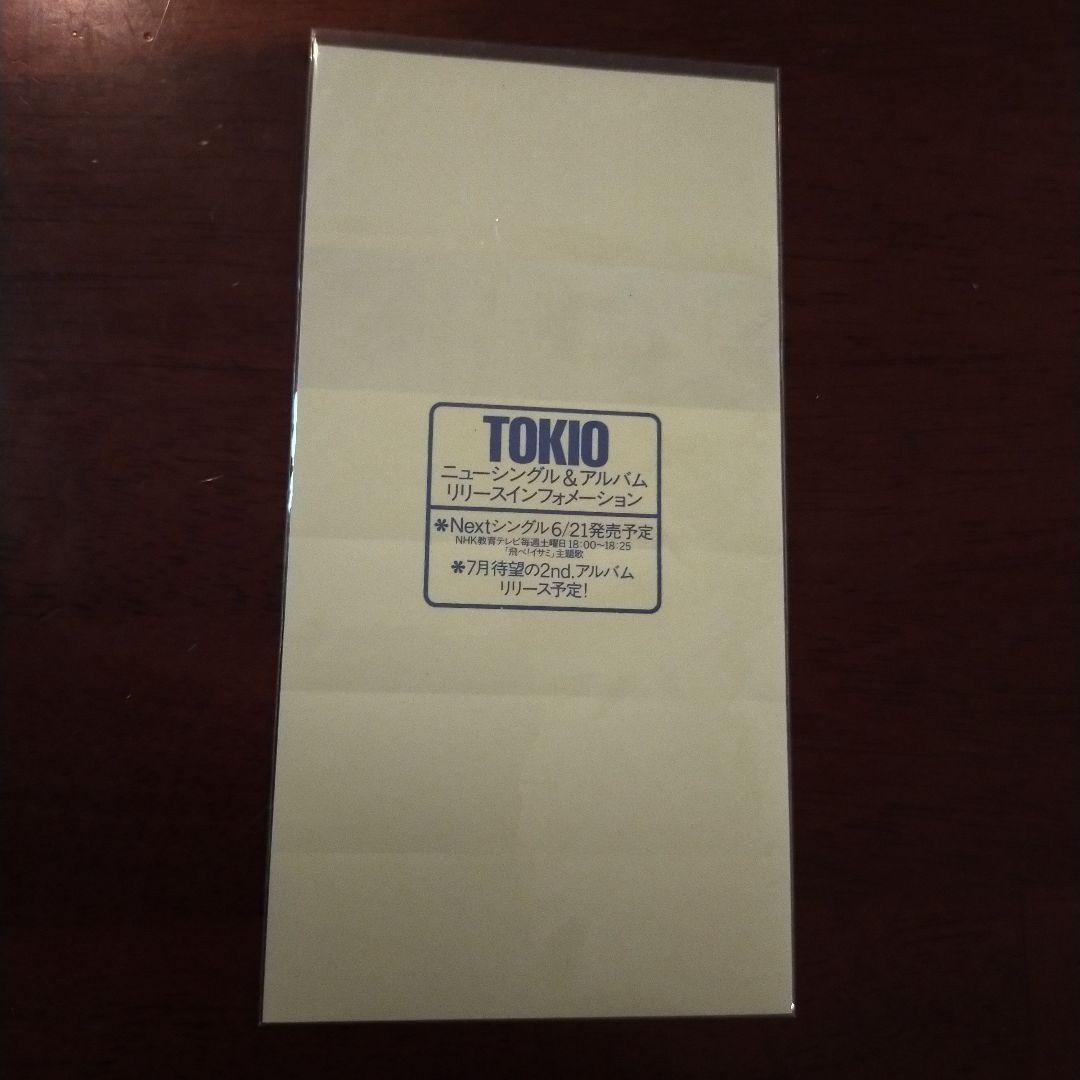 TOKIO
ニューシングル&アルバム
リリースインフォメーション
*Nextシングル6/21発売予定
NHK教育テレビ毎週土曜日18:00〜18:25
「飛べ!イサミ」主題歌
*7月待望の2nd.アルバム
リリース予定!